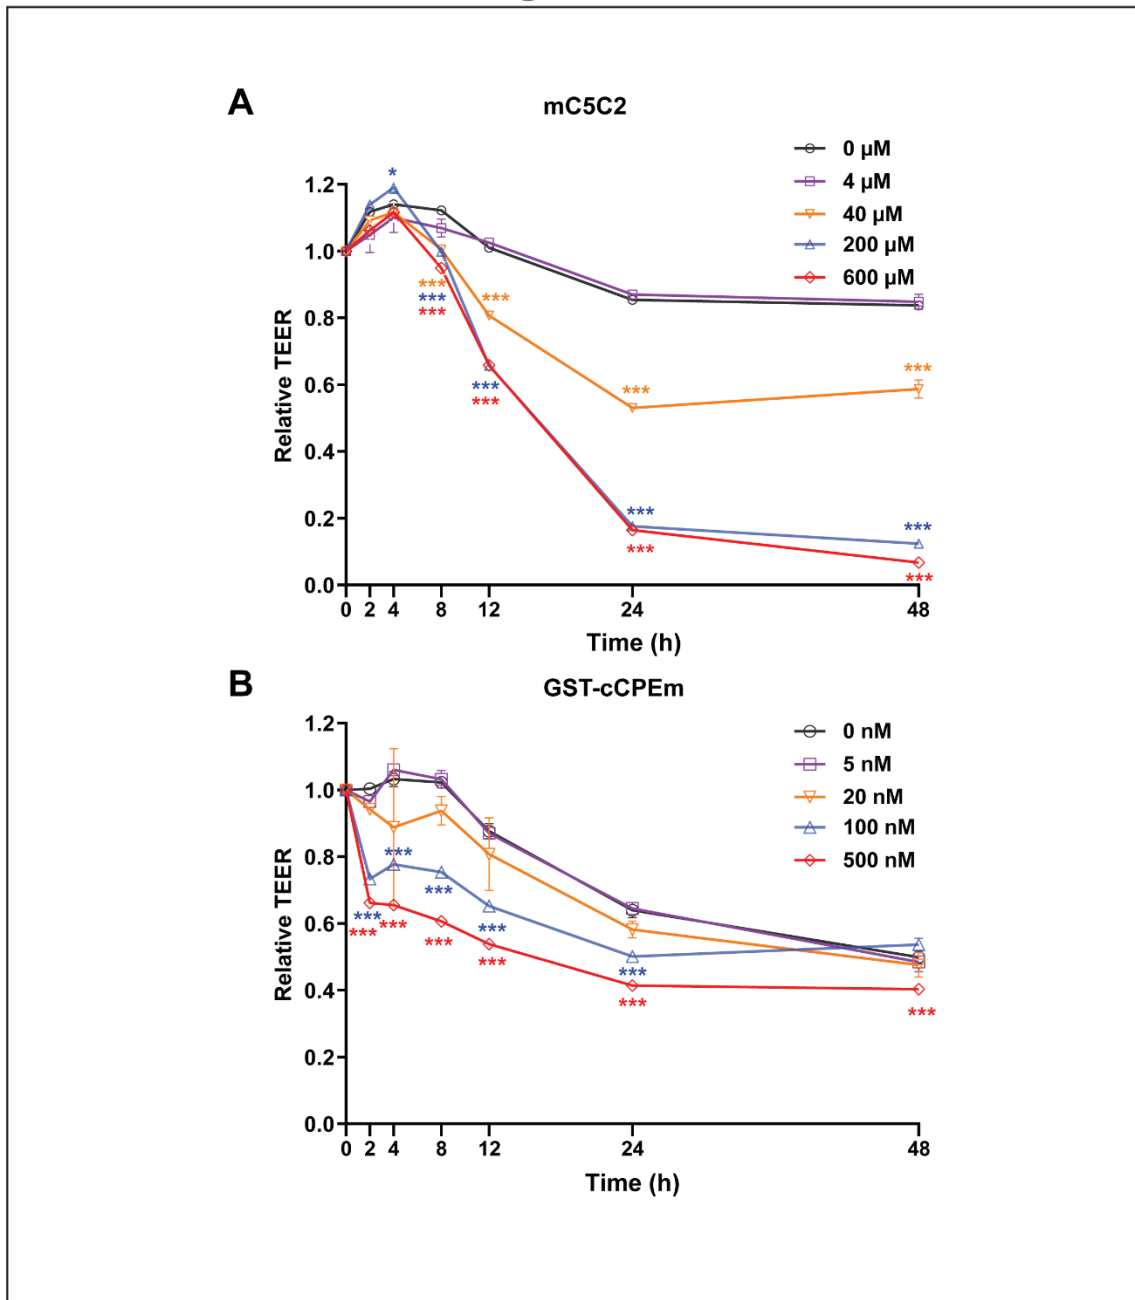 A
mC5C2
0 µM
4 µM
40 µM
200 µM
600 µM
Relative TEER
1.2
1.0
0.8
0.6
0.4
0.2
0.0
*
***
***
***
***
***
***
***
***
***
***
***
***
0 2 4 8 12 24 48
Time (h)
B
GST-cCPEm
0 nM
5 nM
20 nM
100 nM
500 nM
Relative TEER
1.2
1.0
0.8
0.6
0.4
0.2
0.0
***
***
***
***
***
***
***
***
***
***
***
0 2 4 8 12 24 48
Time (h)